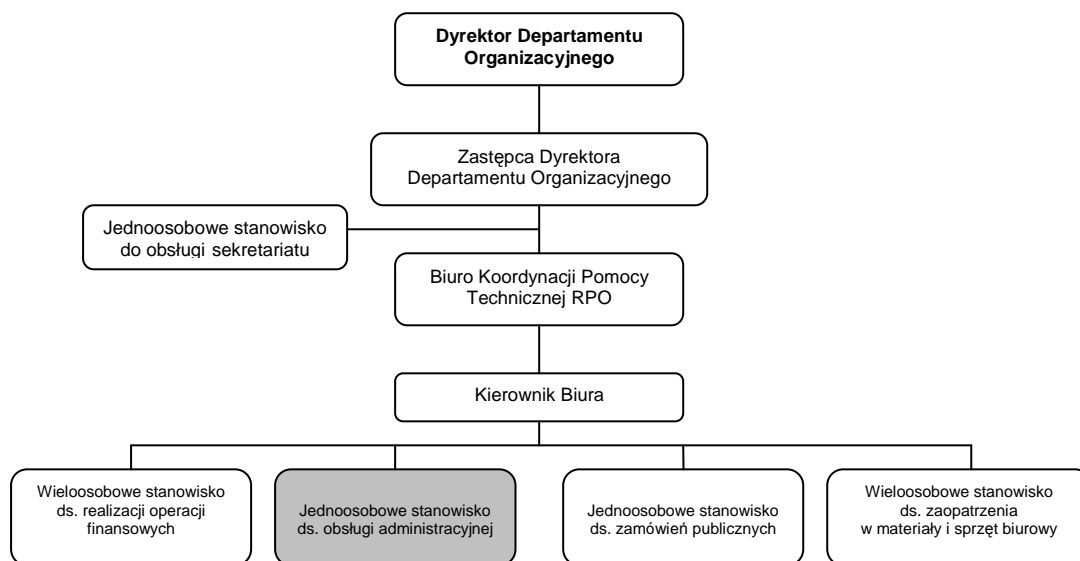 Dyrektor Departamentu
Organizacyjnego
Zastępca Dyrektora
Departamentu Organizacyjnego
Jednoosobowe stanowisko
do obsługi sekretariatu
Biuro Koordynacji Pomocy
Technicznej RPO
Kierownik Biura
Wieloosobowe stanowisko
ds. realizacji operacji
finansowych
Jednoosobowe stanowisko
ds. obsługi administracyjnej
Jednoosobowe stanowisko
ds. zamówień publicznych
Wieloosobowe stanowisko
ds. zaopatrzenia
w materiały i sprzęt biurowy